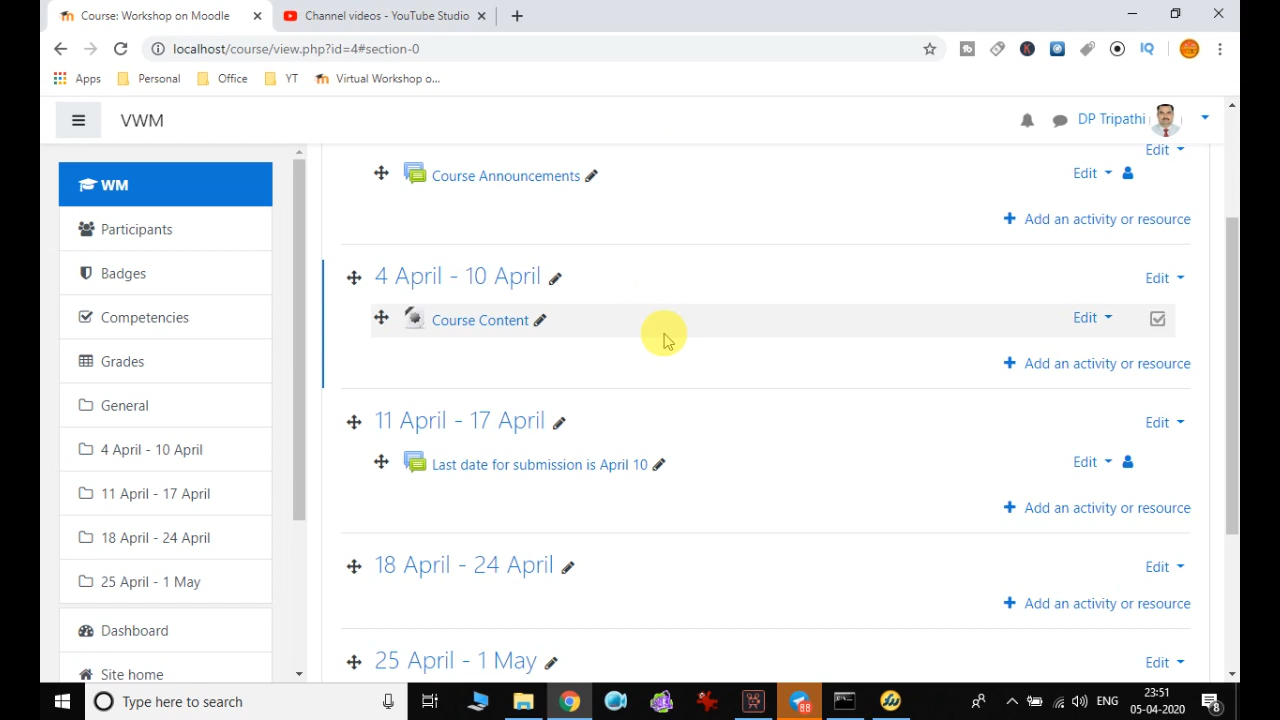 Course: Workshop on Moodle
Channel videos - YouTube Studio
localhost/course/view.php?id=4#section-0
IQ
Apps
Personal
Office
YT
Virtual Workshop o...
VWM
DP Tripathi
WM
Participants
Badges
Competencies
Grades
General
4 April - 10 April
11 April - 17 April
18 April - 24 April
25 April - 1 May
Dashboard
Site home
Edit
Course Announcements
Edit
Add an activity or resource
4 April - 10 April
Edit
Course Content
Edit
Add an activity or resource
11 April - 17 April
Edit
Last date for submission is April 10
Edit
Add an activity or resource
18 April - 24 April
Edit
Add an activity or resource
25 April - 1 May
Edit
Type here to search
88
ENG
23:51
05-04-2020
8